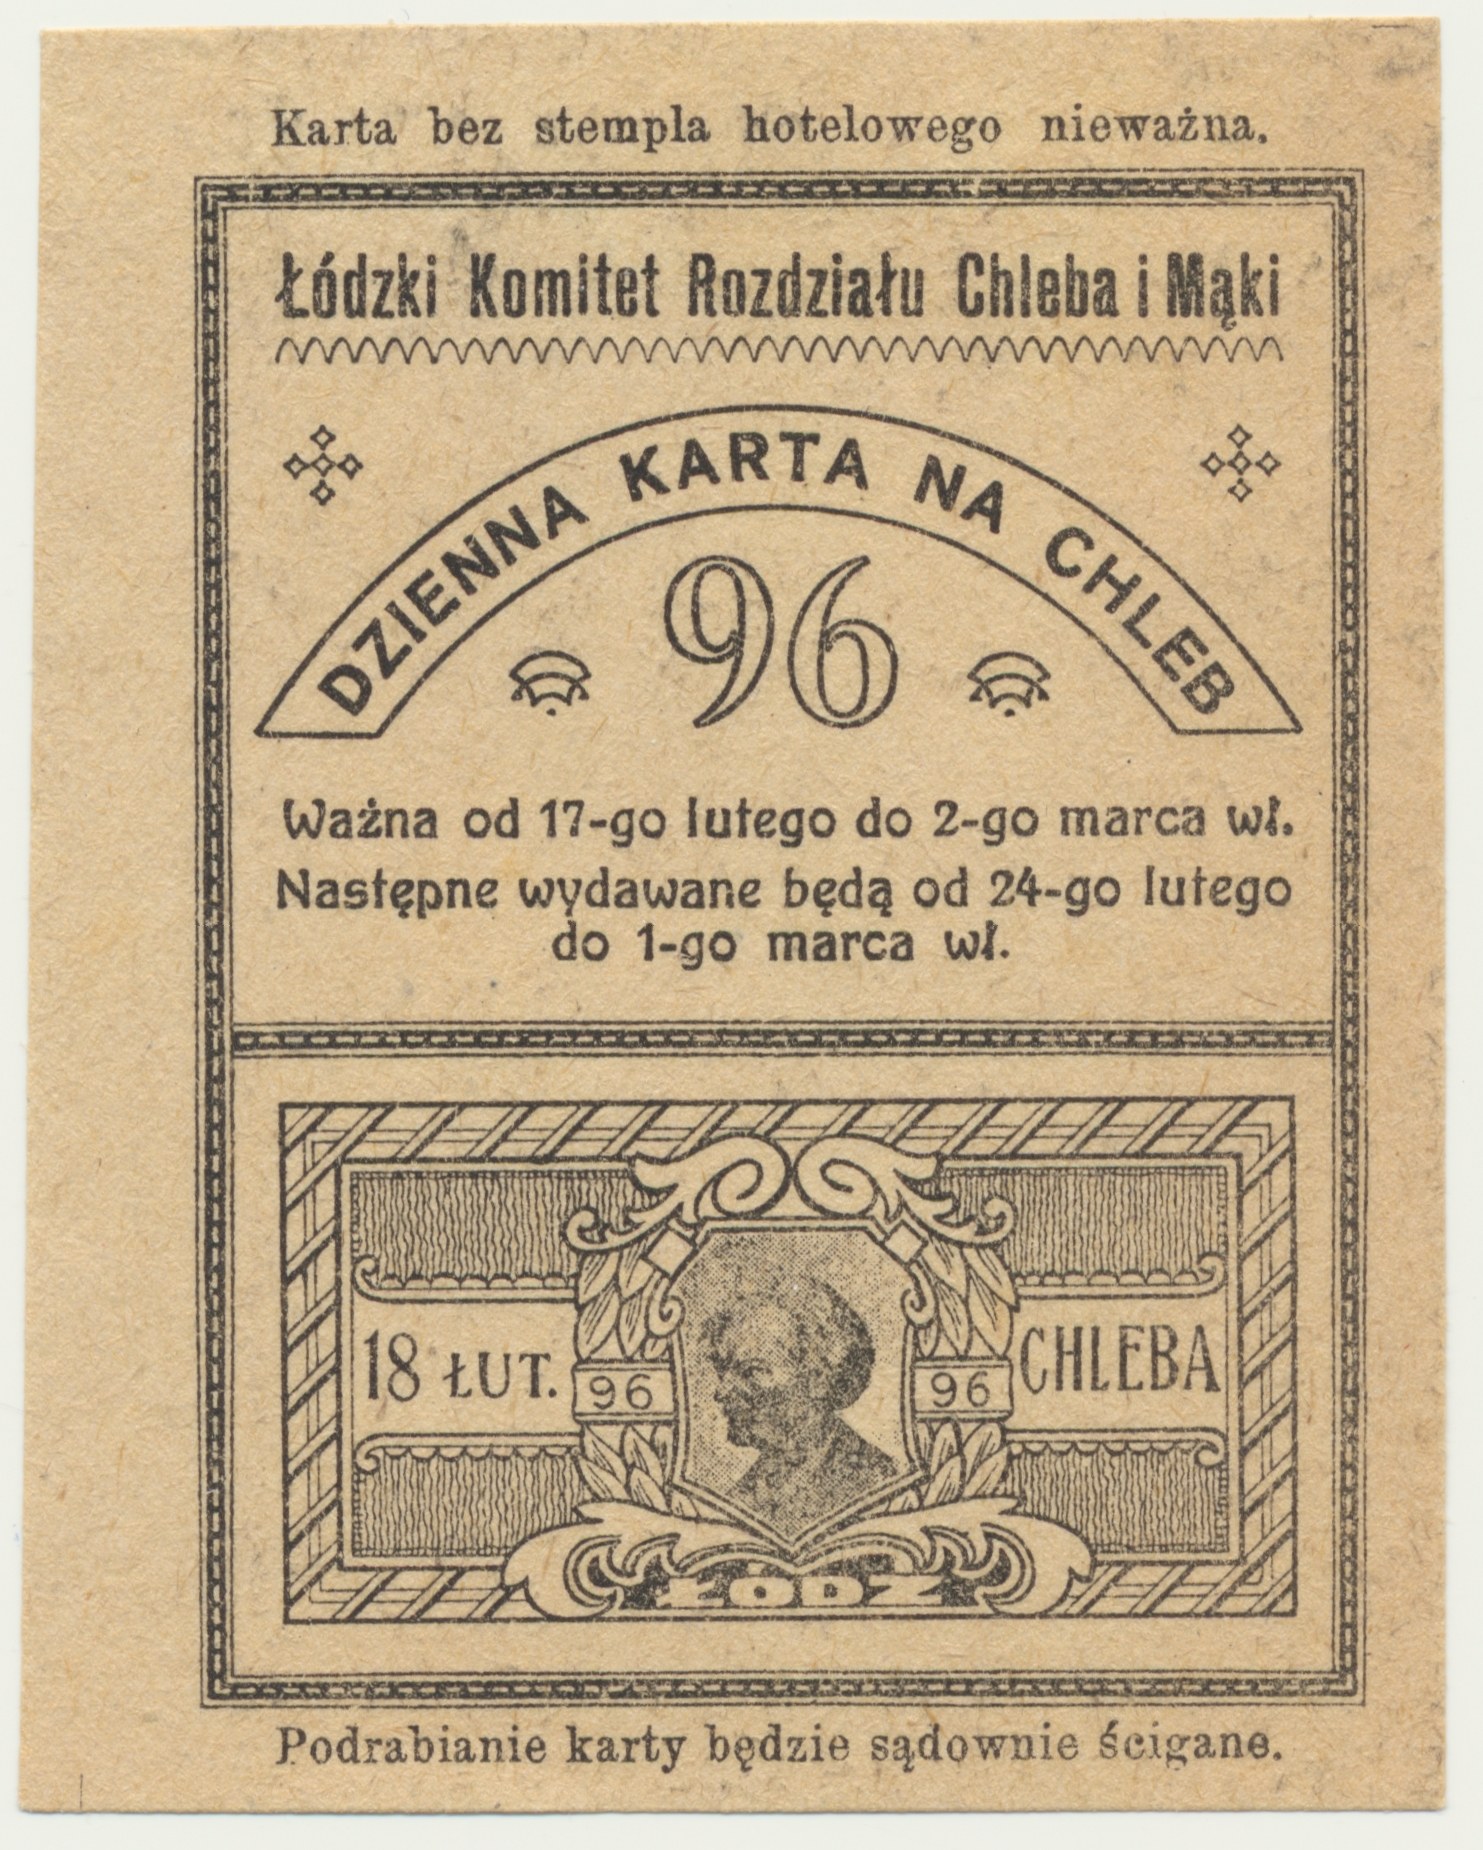 Karta bez stempla hotelowego nieważna.
Łódzki Komitet Rozdziału Chleba i Mąki
DZIENNA KARTA NA CHLEB
96
Ważna od 17-go lutego do 2-go marca wł.
Następne wydawane będą od 24-go lutego
do 1-go marca wł.
18 ŁUT. 96 96 CHLEBA
ŁÓDŹ
Podrabianie karty będzie sądownie ścigane.